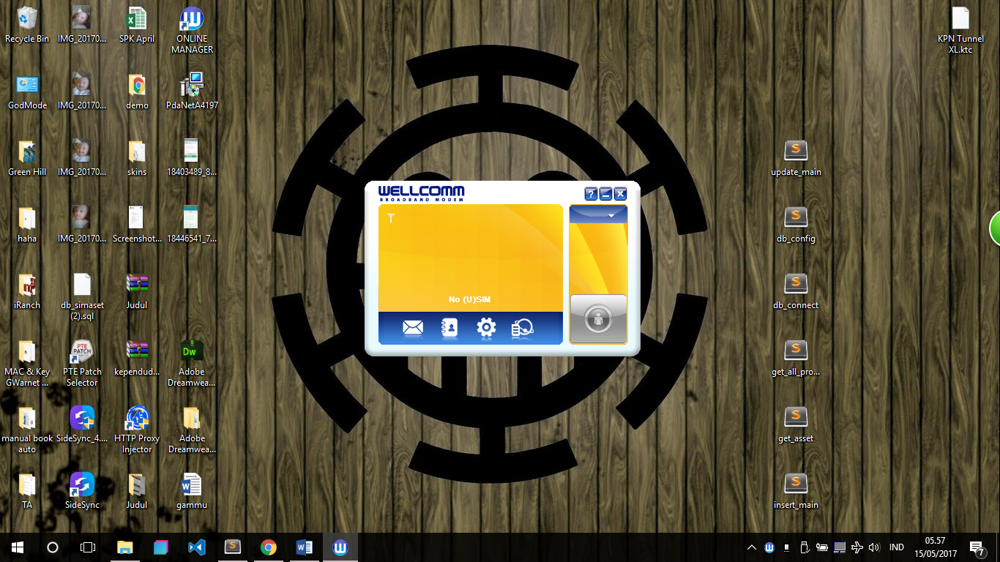 Recycle Bin
IMG_20170...
SPK April
ONLINE
MANAGER
KPN Tunnel
XL.ktc
GodMode
IMG_20170...
demo
PdaNetA4197
Green Hill
IMG_20170...
skins
18403489_8...
update_main
haha
IMG_20170...
Screenshot...
18446541_7...
db_config
iRanch
db_simaset
(2).sql
Judul
db_connect
MAC & Key
GWarnet ...
PTE PATCH
PTE Patch
Selector
kependud...
Dw
Adobe
Dreamwea...
get_all_pro...
manual book
auto
SideSync_4....
HTTP Proxy
Injector
Adobe
Dreamwea...
get_asset
TA
SideSync
Judul
gammu
insert_main
WELLCOMM
BROADBAND MODEM
No (U)SIM
IND
05.57
15/05/2017
7